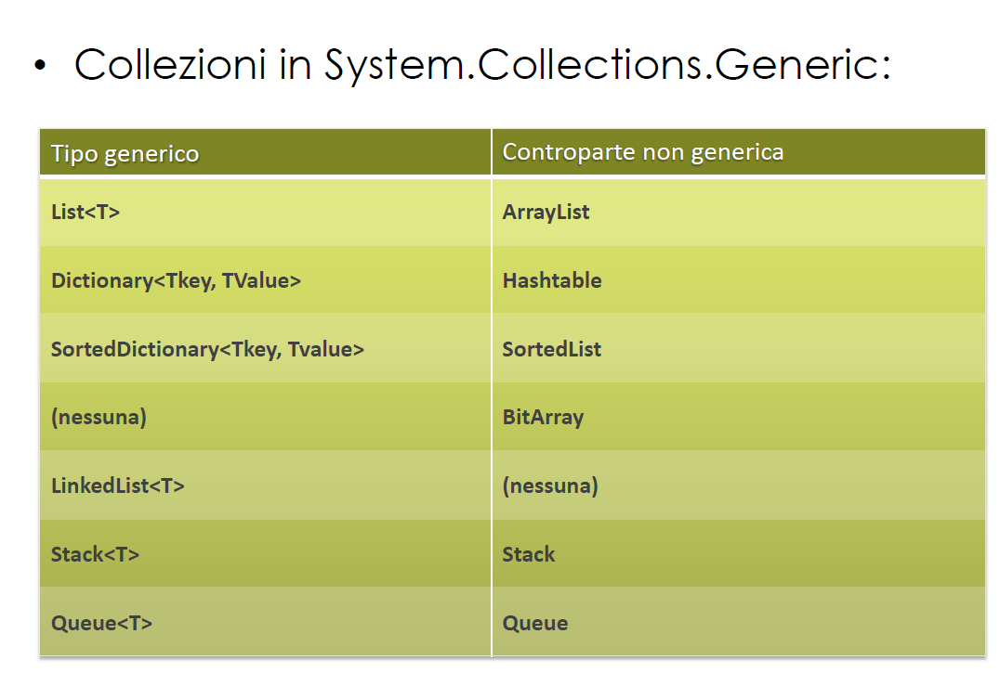 • Collezioni in System.Collections.Generic:
Tipo generico Controparte non generica
List<T> ArrayList
Dictionary<Tkey, TValue> Hashtable
SortedDictionary<Tkey, Tvalue> SortedList
(nessuna) BitArray
LinkedList<T> (nessuna)
Stack<T> Stack
Queue<T> Queue